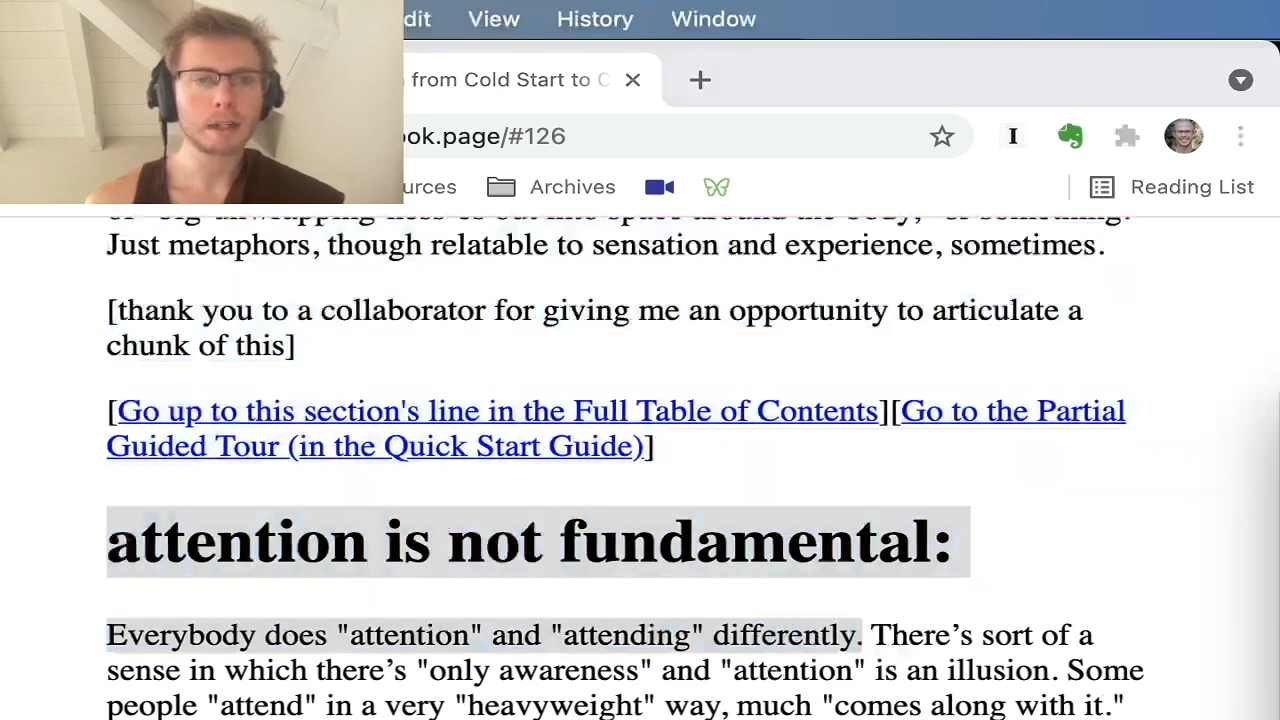 dit View History Window
from Cold Start to C
ook.page/#126
urces Archives Reading List
Just metaphors, though relatable to sensation and experience, sometimes.
[thank you to a collaborator for giving me an opportunity to articulate a
chunk of this]
[Go up to this section's line in the Full Table of Contents][Go to the Partial
Guided Tour (in the Quick Start Guide)]
attention is not fundamental:
Everybody does "attention" and "attending" differently. There’s sort of a
sense in which there’s "only awareness" and "attention" is an illusion. Some
people "attend" in a very "heavyweight" way, much "comes along with it."